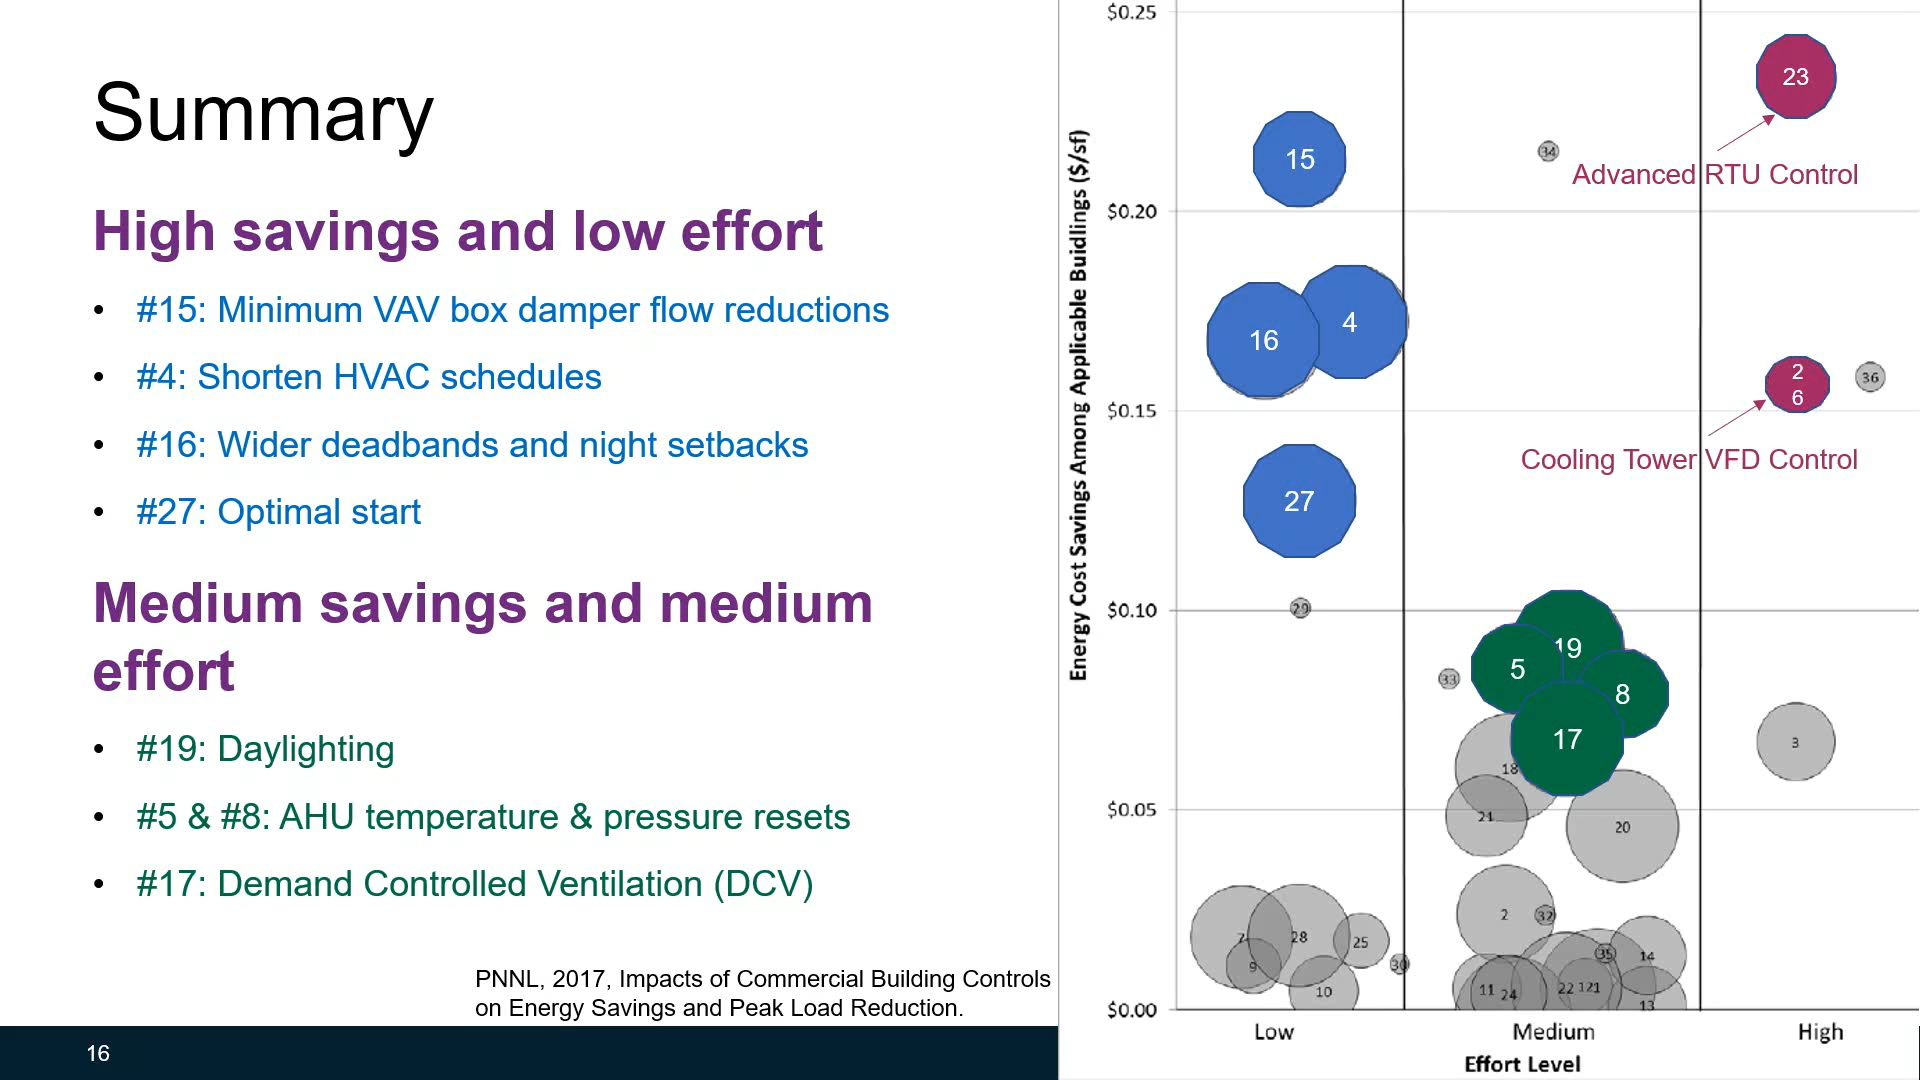 Summary
High savings and low effort
• #15: Minimum VAV box damper flow reductions
• #4: Shorten HVAC schedules
• #16: Wider deadbands and night setbacks
• #27: Optimal start
Medium savings and medium
effort
• #19: Daylighting
• #5 & #8: AHU temperature & pressure resets
• #17: Demand Controlled Ventilation (DCV)
PNNL, 2017, Impacts of Commercial Building Controls
on Energy Savings and Peak Load Reduction.
16
Energy Cost Savings Among Applicable Buidlings ($/sf)
$0.25
$0.20
$0.15
$0.10
$0.05
$0.00
23
15
34
Advanced RTU Control
4
16
2
6
36
Cooling Tower VFD Control
27
29
19
5
33
8
17
3
18
21
20
2
32
7
28
25
35
14
9
30
10
11
24
22
13
Low
Medium
High
Effort Level